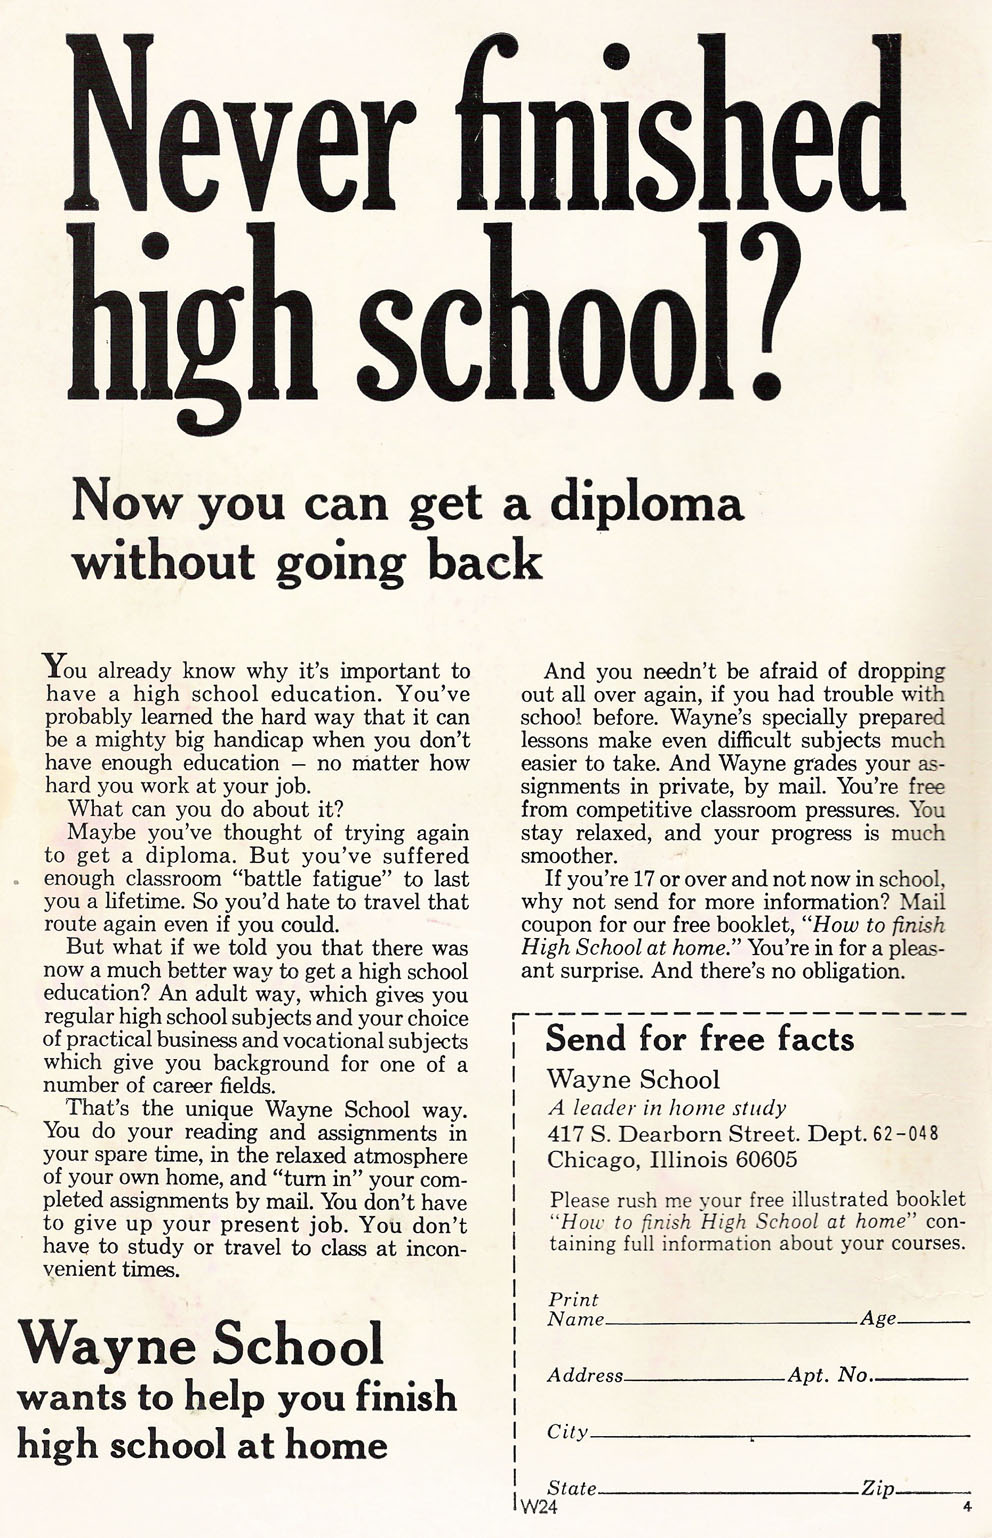 Never finished
high school?
Now you can get a diploma
without going back
You already know why it's important to
have a high school education. You've
probably learned the hard way that it can
be a mighty big handicap when you don't
have enough education — no matter how
hard you work at your job.
What can you do about it?
Maybe you've thought of trying again
to get a diploma. But you've suffered
enough classroom “battle fatigue” to last
you a lifetime. So you'd hate to travel that
route again even if you could.
But what if we told you that there was
now a much better way to get a high school
education? An adult way, which gives you
regular high school subjects and your choice
of practical business and vocational subjects
which give you background for one of a
number of career fields.
That's the unique Wayne School way.
You do your reading and assignments in
your spare time, in the relaxed atmosphere
of your own home, and “turn in” your com-
pleted assignments by mail. You don't have
to give up your present job. You don't
have to study or travel to class at incon-
venient times.
Wayne School
wants to help you finish
high school at home
And you needn't be afraid of dropping
out all over again, if you had trouble with
school before. Wayne's specially prepared
lessons make even difficult subjects much
easier to take. And Wayne grades your as-
signments in private, by mail. You're free
from competitive classroom pressures. You
stay relaxed, and your progress is much
smoother.
If you're 17 or over and not now in school,
why not send for more information? Mail
coupon for our free booklet, “How to finish
High School at home.” You're in for a pleas-
ant surprise. And there's no obligation.
Send for free facts
Wayne School
A leader in home study
417 S. Dearborn Street. Dept. 62-048
Chicago, Illinois 60605
Please rush me your free illustrated booklet
“How to finish High School at home” con-
taining full information about your courses.
Print
Name Age
Address Apt. No.
City
State Zip
W24 4